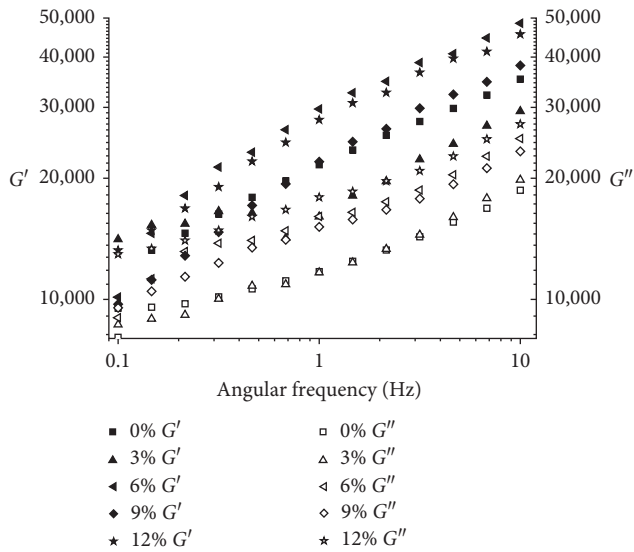 50,000
40,000
30,000
20,000
10,000
G′
50,000
40,000
30,000
20,000
10,000
G″
0.1 1 10
Angular frequency (Hz)
0% G′
3% G′
6% G′
9% G′
12% G′
0% G″
3% G″
6% G″
9% G″
12% G″